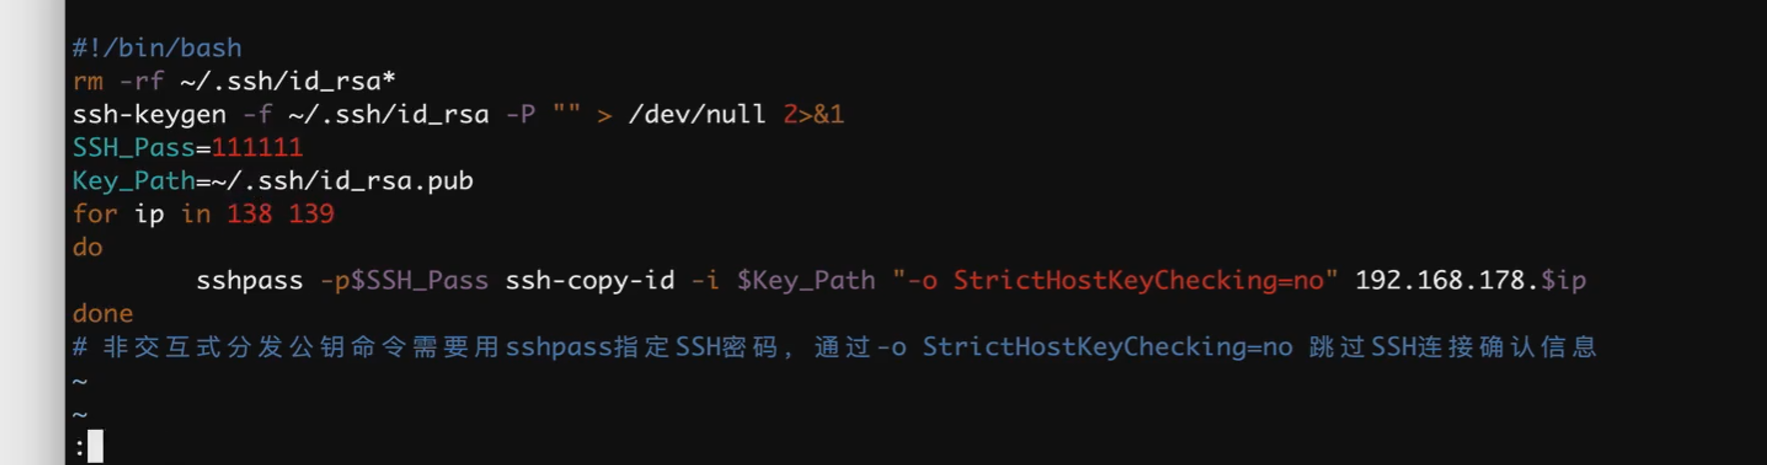 #!/bin/bash
rm -rf ~/.ssh/id_rsa*
ssh-keygen -f ~/.ssh/id_rsa -P "" > /dev/null 2>&1
SSH_Pass=111111
Key_Path=~/.ssh/id_rsa.pub
for ip in 138 139
do
        sshpass -p$SSH_Pass ssh-copy-id -i $Key_Path "-o StrictHostKeyChecking=no" 192.168.178.$ip
done
# 非交互式分发公钥命令需要用sshpass指定SSH密码，通过-o StrictHostKeyChecking=no 跳过SSH连接确认信息
~
~
: